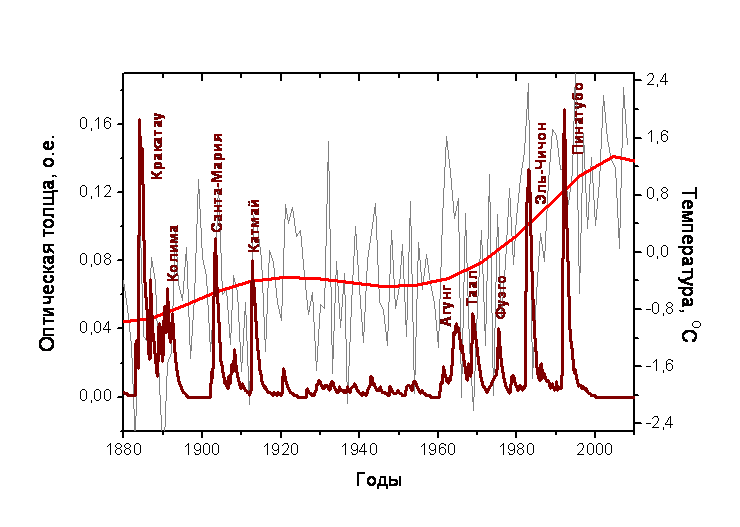 Оптическая толща, о.е.
0,16
0,12
0,08
0,04
0,00
Кракатау
Колима
Санта-Мария
Катмай
Агунг
Таал
Фуэго
Эль-Чичон
Пинатубо
2,4
1,6
0,8
0,0
-0,8
-1,6
-2,4
Температура, ⁰C
1880 1900 1920 1940 1960 1980 2000
Годы